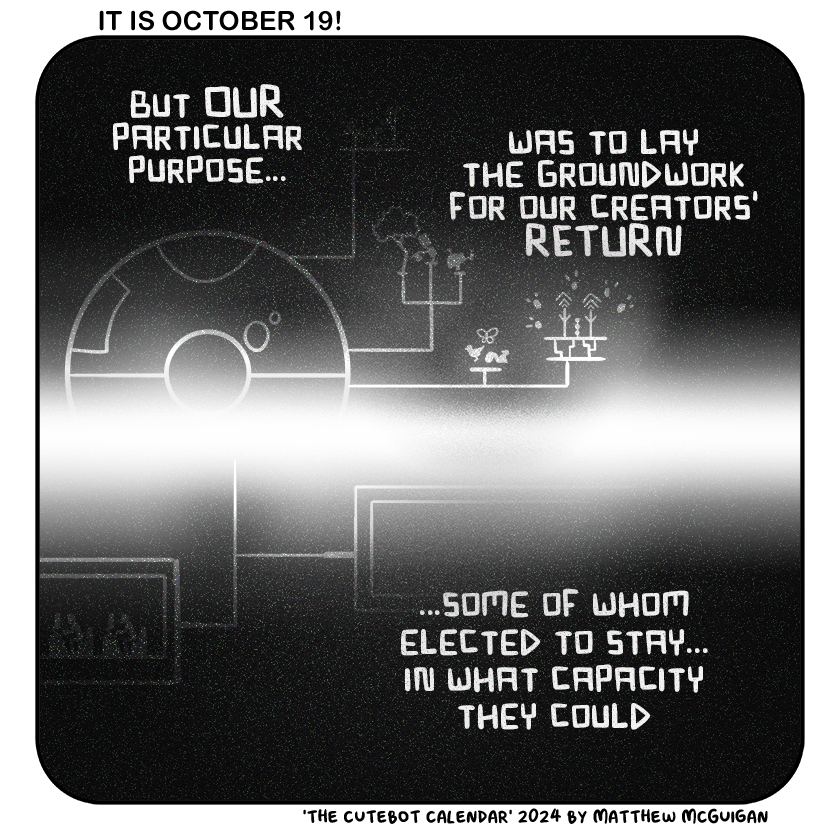 IT IS OCTOBER 19!
BUT OUR
PARTICULAR
PURPOSE...
WAS TO LAY
THE GROUNDWORK
FOR OUR CREATORS'
RETURN
...SOME OF WHOM
ELECTED TO STAY...
IN WHAT CAPACITY
THEY COULD
'THE CUTEBOT CALENDAR' 2024 BY MATTHEW MCGUIGAN